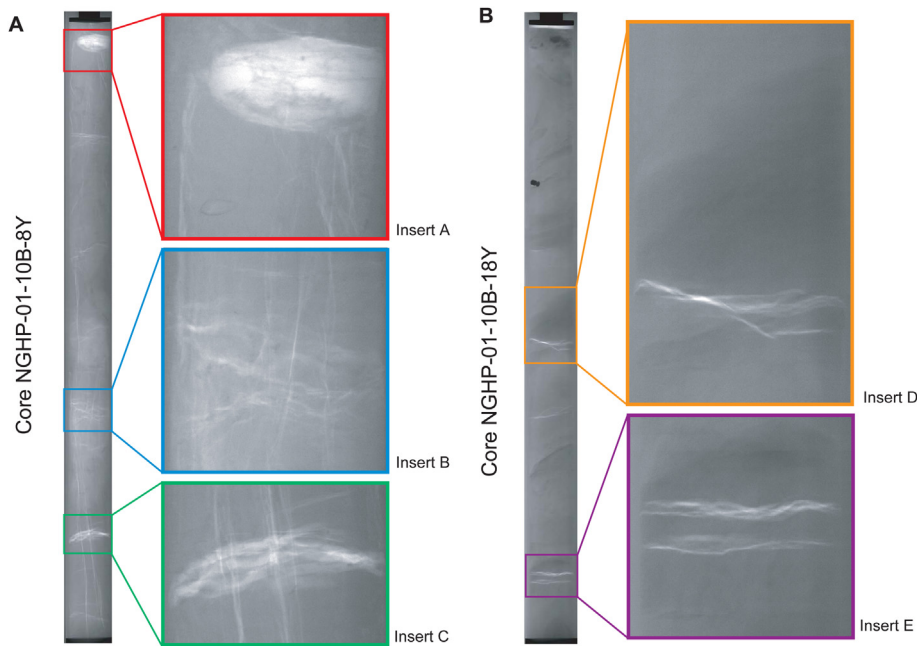 A
Core NGHP-01-10B-8Y
Insert A
Insert B
Insert C
B
Core NGHP-01-10B-18Y
Insert D
Insert E